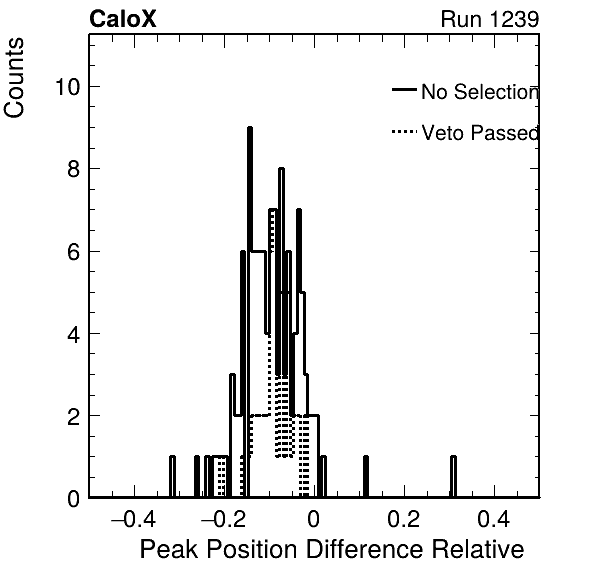 CaloX Run 1239
Counts
No Selection
Veto Passed
10
8
6
4
2
0
−0.4 −0.2 0 0.2 0.4
Peak Position Difference Relative